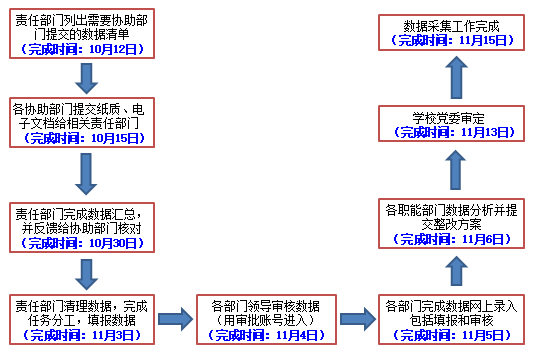 责任部门列出需要协助部
门提交的数据清单
（完成时间：10月12日）
各协助部门提交纸质、电
子文档给相关责任部门
（完成时间：10月15日）
责任部门完成数据汇总，
并反馈给协助部门核对
（完成时间：10月30日）
责任部门清理数据，完成
任务分工，填报数据
（完成时间：11月3日）
各部门领导审核数据
（用审批账号进入）
（完成时间：11月4日）
各部门完成数据网上录入
包括填报和审核
（完成时间：11月5日）
各职能部门数据分析并提
交整改方案
（完成时间：11月6日）
学校党委审定
（完成时间：11月13日）
数据采集工作完成
（完成时间：11月15日）